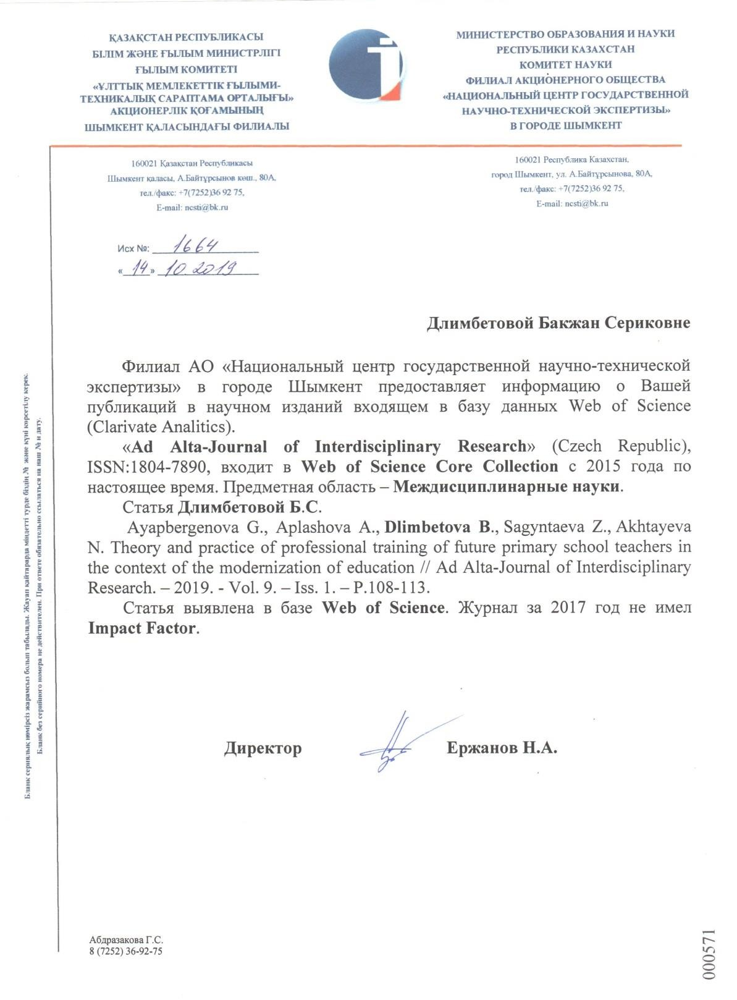 ҚАЗАҚСТАН РЕСПУБЛИКАСЫ
БІЛІМ ЖӘНЕ ҒЫЛЫМ МИНИСТРЛІГІ
ҒЫЛЫМ КОМИТЕТІ
«ҰЛТТЫҚ МЕМЛЕКЕТТІК ҒЫЛЫМИ-
ТЕХНИКАЛЫҚ САРАПТАМА ОРТАЛЫҒЫ»
АКЦИОНЕРЛІК ҚОҒАМЫНЫҢ
ШЫМКЕНТ ҚАЛАСЫНДАҒЫ ФИЛИАЛЫ
МИНИСТЕРСТВО ОБРАЗОВАНИЯ И НАУКИ
РЕСПУБЛИКИ КАЗАХСТАН
КОМИТЕТ НАУКИ
ФИЛИАЛ АКЦИОНЕРНОГО ОБЩЕСТВА
«НАЦИОНАЛЬНЫЙ ЦЕНТР ГОСУДАРСТВЕННОЙ
НАУЧНО-ТЕХНИЧЕСКОЙ ЭКСПЕРТИЗЫ»
В ГОРОДЕ ШЫМКЕНТ
160021 Қазақстан Республикасы
Шымкент қаласы, А.Байтұрсынов көш., 80А,
тел./факс: +7(7252)36 92 75,
E-mail: ncsti@bk.ru
160021 Республика Казахстан,
город Шымкент, ул. А.Байтұрсынова, 80А,
тел./факс: +7(7252)36 92 75,
E-mail: ncsti@bk.ru
Исх №: 1664
«14» 10.2019
Длимбетовой Бакжан Сериковне
Филиал АО «Национальный центр государственной научно-технической
экспертизы» в городе Шымкент предоставляет информацию о Вашей
публикаций в научном изданий входящем в базу данных Web of Science
(Clarivate Analitics).
«Ad Alta-Journal of Interdisciplinary Research» (Czech Republic),
ISSN:1804-7890, входит в Web of Science Core Collection с 2015 года по
настоящее время. Предметная область – Междисциплинарные науки.
Статья Длимбетовой Б.С.
Ayapbergenova G., Aplashova A., Dlimbetova B., Sagyntaeva Z., Akhtayeva
N. Theory and practice of professional training of future primary school teachers in
the context of the modernization of education // Ad Alta-Journal of Interdisciplinary
Research. – 2019. - Vol. 9. – Iss. 1. – P.108-113.
Статья выявлена в базе Web of Science. Журнал за 2017 год не имел
Impact Factor.
Директор Ержанов Н.А.
Абдразакова Г.С.
8 (7252) 36-92-75
Бланк сериялық нөмірсіз жарамсыз болып табылады. Жауап қайтарарда міндетті түрде біздің № және күні көрсетілу керек.
Бланк без серийного номера не действителен. При ответе обязательно ссылаться на наш № и дату.
000571